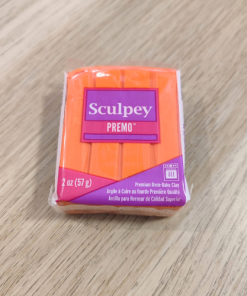 Sculpey
PREMO™
2 oz (57 g)
Premium Oven-Bake Clay
Argile à Cuire au Four de Première Qualité
Arcilla para Hornear de Calidad Superior